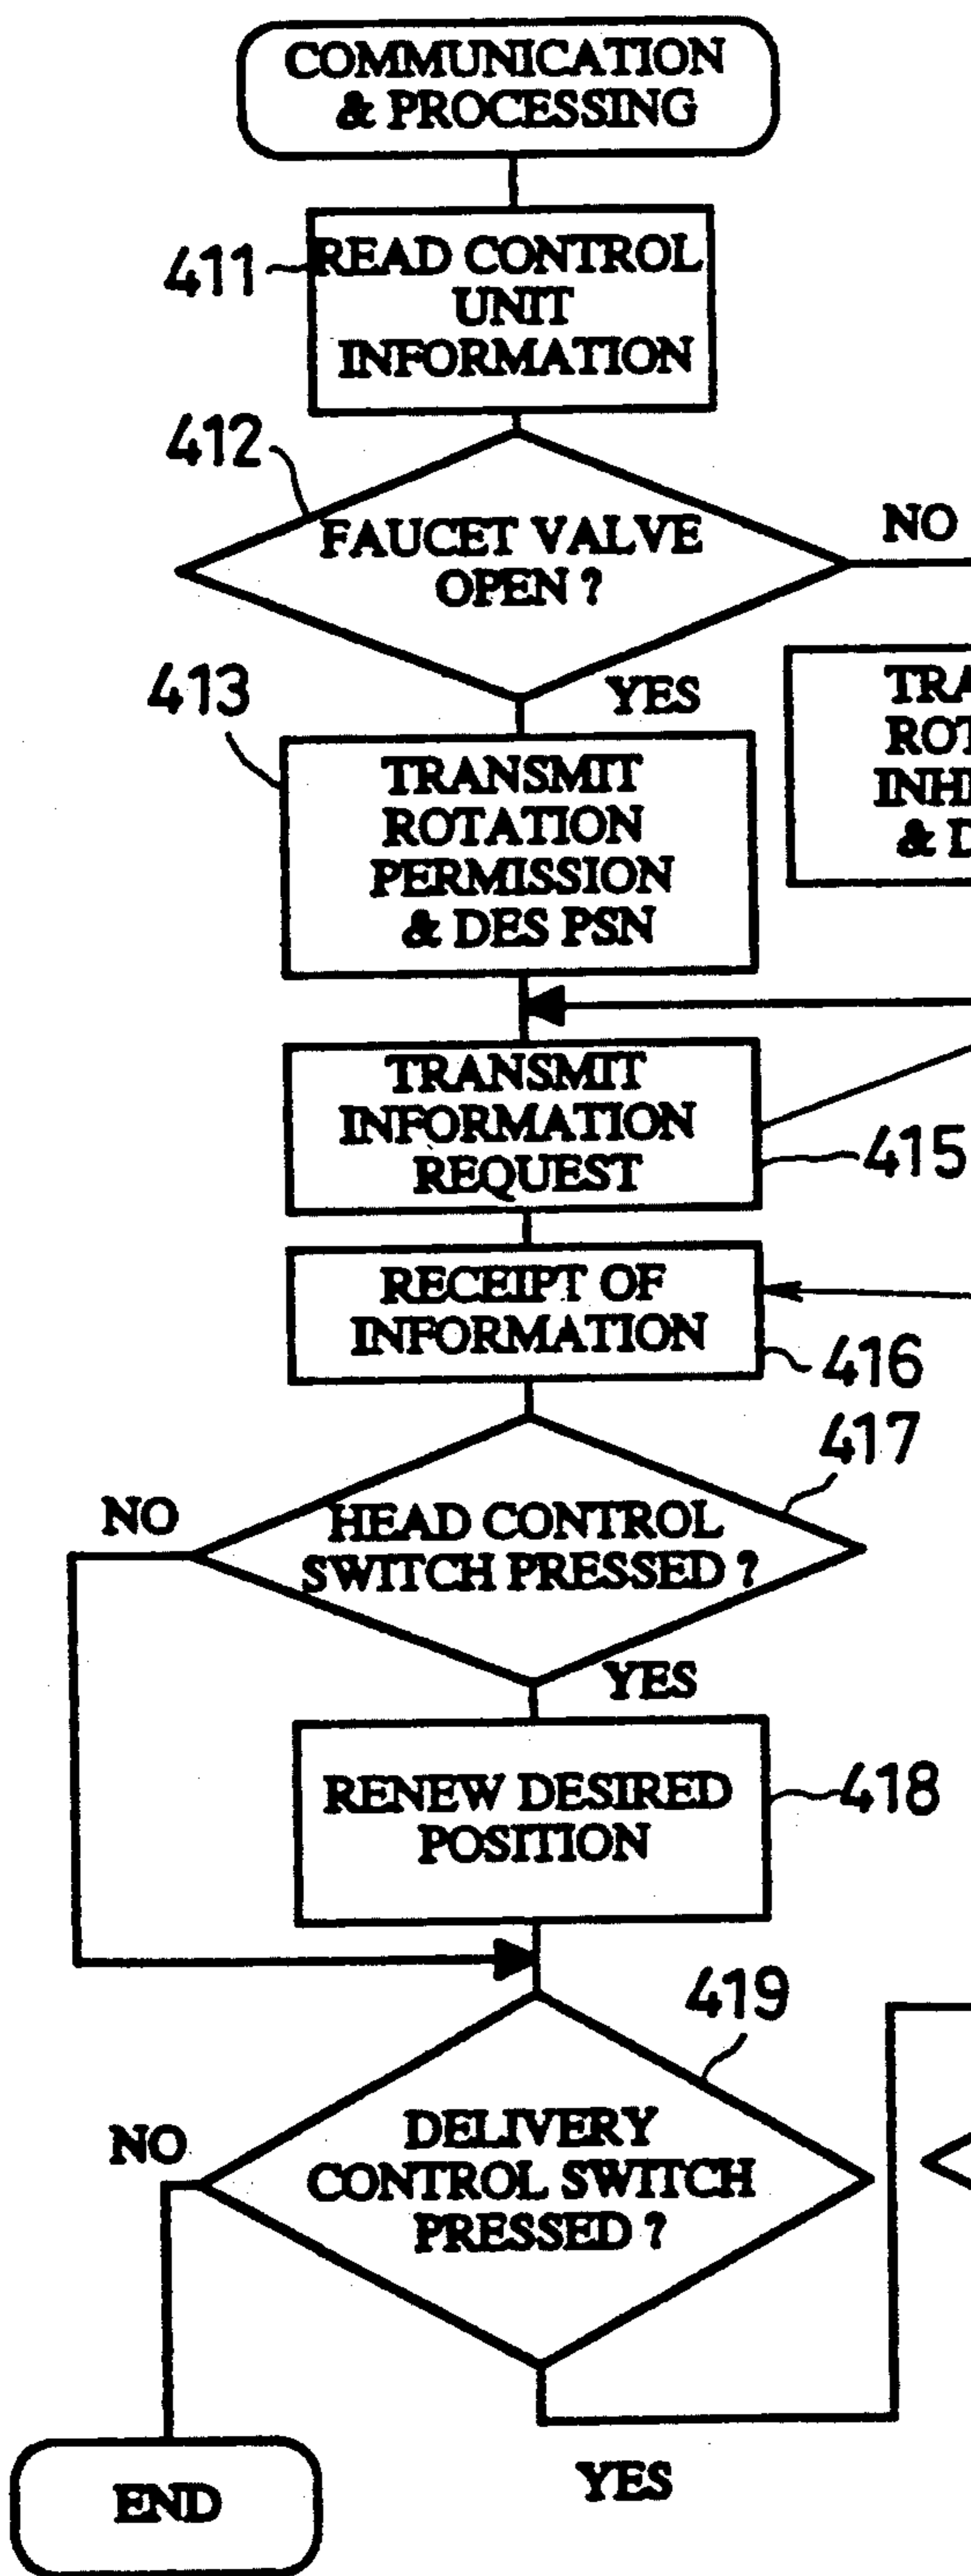 COMMUNICATION
& PROCESSING
411
READ CONTROL
UNIT
INFORMATION
412
FAUCET VALVE
OPEN ?
NO
413
YES
TRANSMIT
ROTATION
PERMISSION
& DES PSN
TRANSMIT
INFORMATION
REQUEST
415
RECEIPT OF
INFORMATION
416
417
NO
HEAD CONTROL
SWITCH PRESSED ?
YES
RENEW DESIRED
POSITION
418
419
NO
DELIVERY
CONTROL SWITCH
PRESSED ?
END
YES